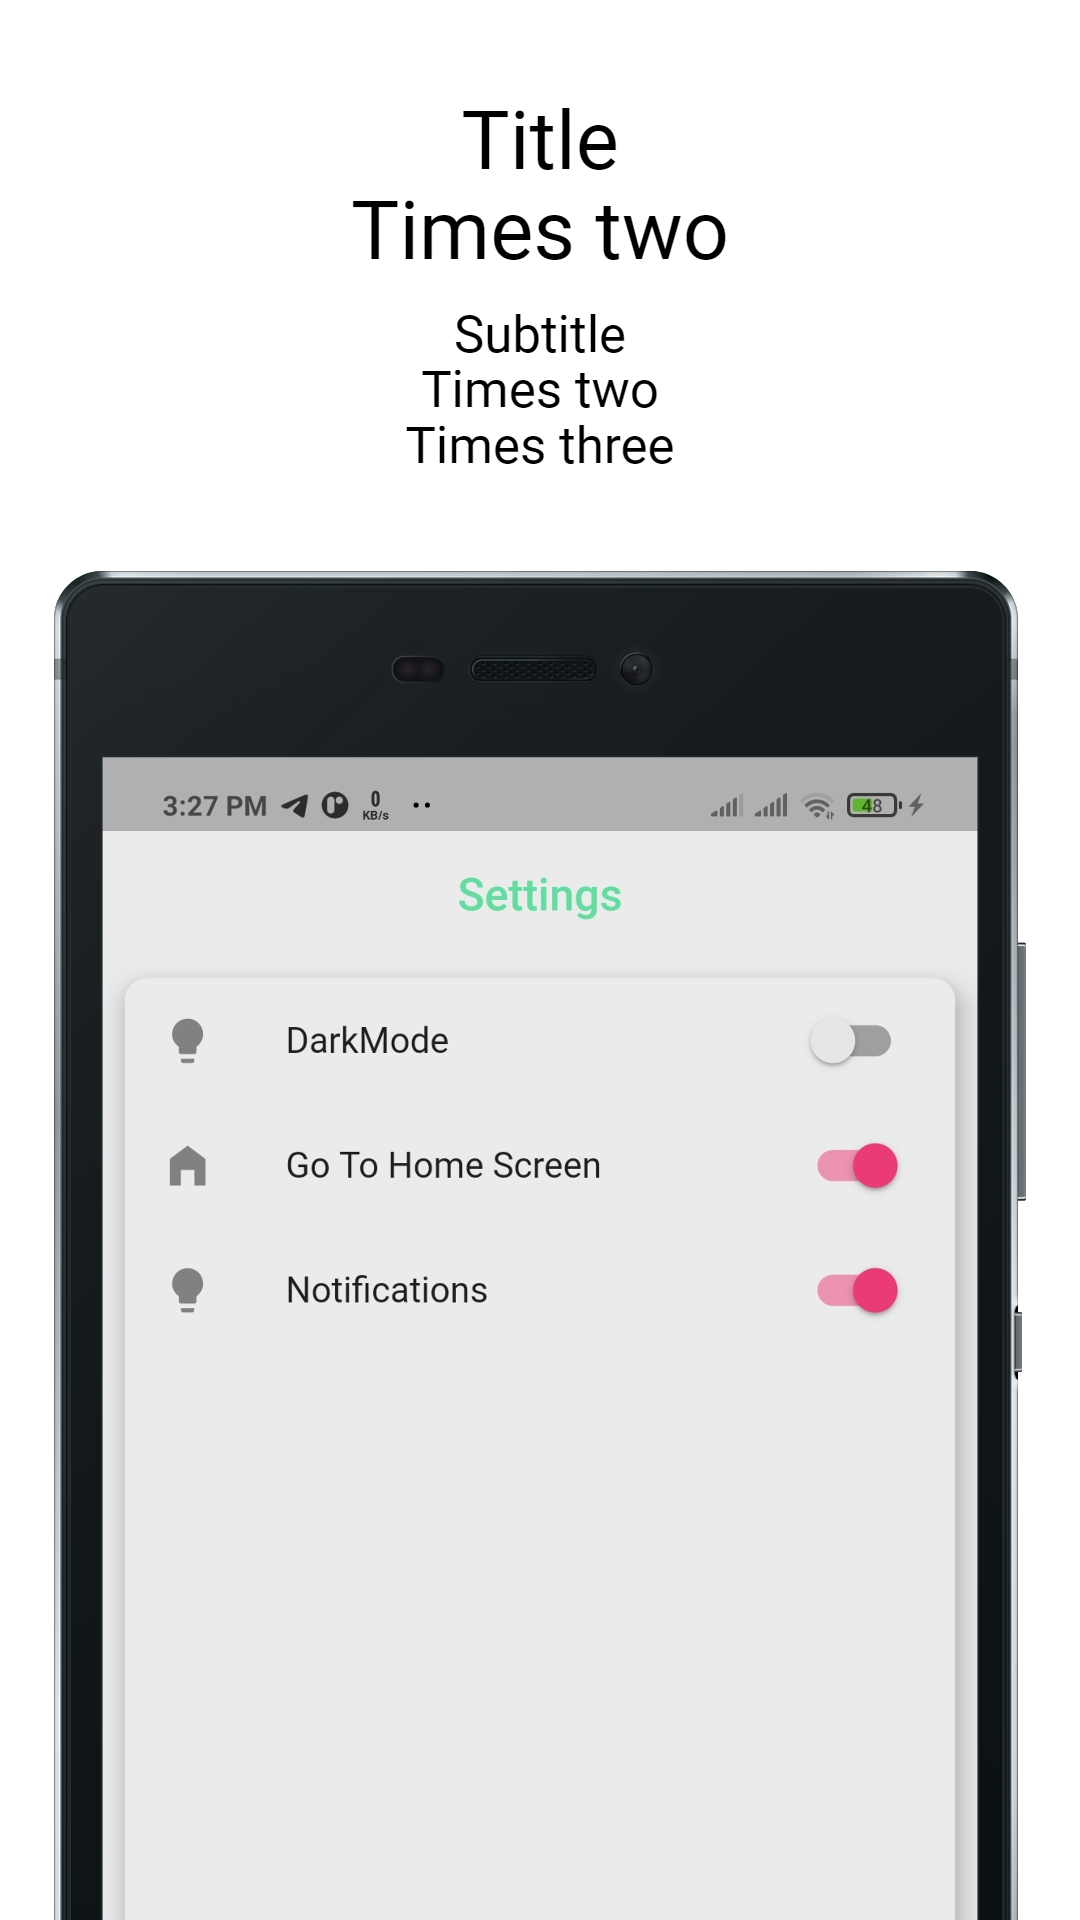 Title
Times two
Subtitle
Times two
Times three
3:27 PM 0 KB/s 48
Settings
DarkMode
Go To Home Screen
Notifications